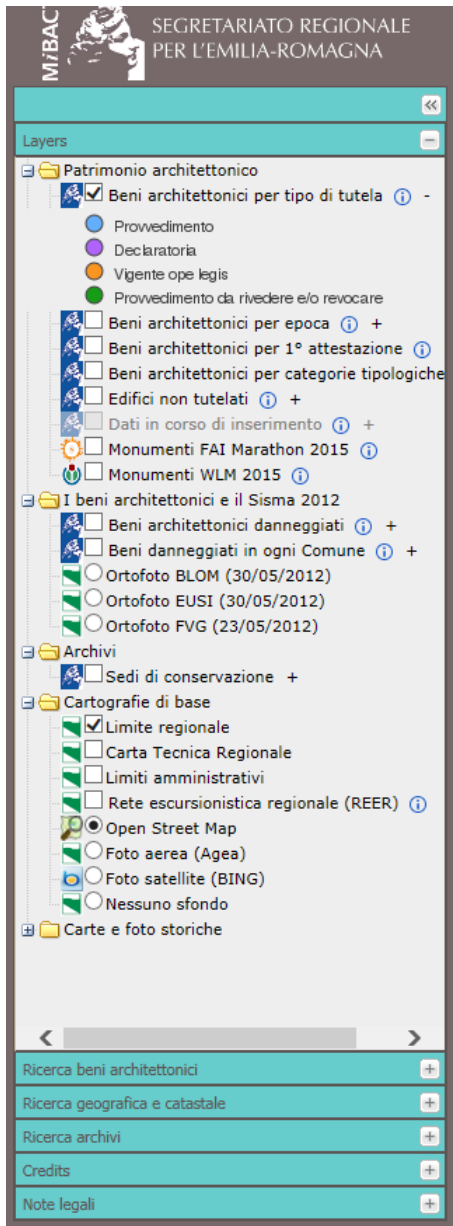 MiBAC
SEGRETARIATO REGIONALE
PER L'EMILIA-ROMAGNA
Layers
Patrimonio architettonico
Beni architettonici per tipo di tutela -
Provvedimento
Declaratoria
Vigente ope legis
Provvedimento da rivedere e/o revocare
Beni architettonici per epoca +
Beni architettonici per 1° attestazione
Beni architettonici per categorie tipologiche
Edifici non tutelati +
Dati in corso di inserimento +
Monumenti FAI Marathon 2015
Monumenti WLM 2015
I beni architettonici e il Sisma 2012
Beni architettonici danneggiati +
Beni danneggiati in ogni Comune +
Ortofoto BLOM (30/05/2012)
Ortofoto EUSI (30/05/2012)
Ortofoto FVG (23/05/2012)
Archivi
Sedi di conservazione +
Cartografie di base
Limite regionale
Carta Tecnica Regionale
Limiti amministrativi
Rete escursionistica regionale (REER)
Open Street Map
Foto aerea (Agea)
Foto satellite (BING)
Nessuno sfondo
Carte e foto storiche
Ricerca beni architettonici
Ricerca geografica e catastale
Ricerca archivi
Credits
Note legali